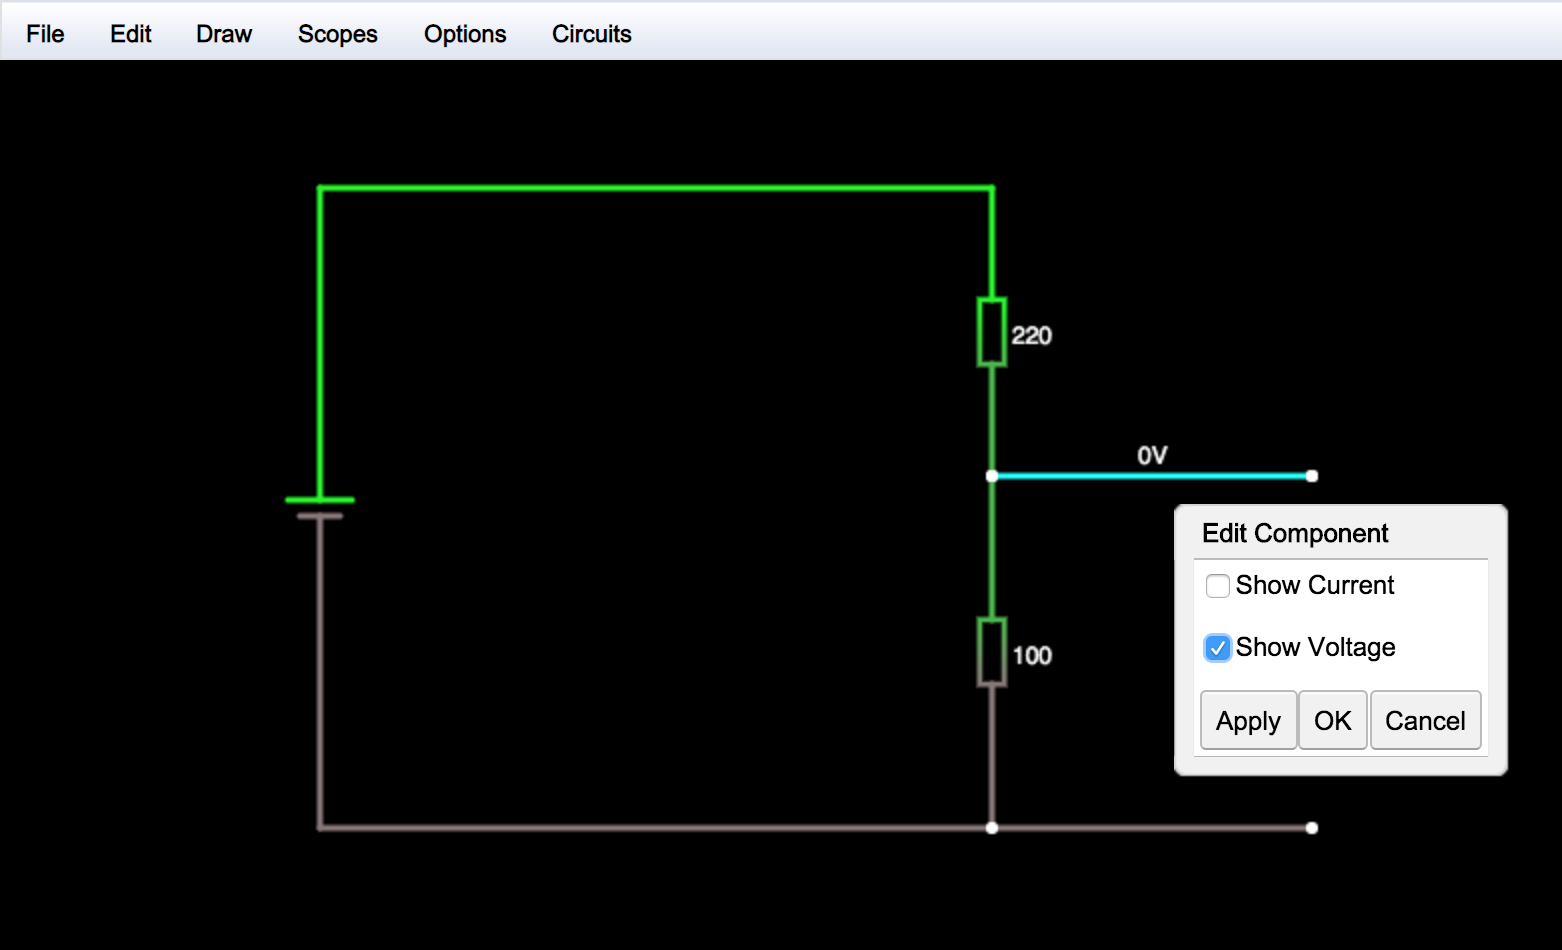 File Edit Draw Scopes Options Circuits
220
0V
Edit Component
Show Current
Show Voltage
100
Apply OK Cancel